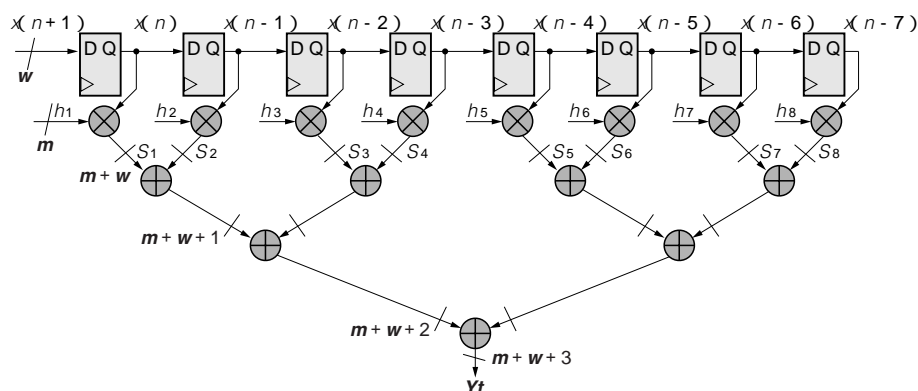 x(n+1) x(n) x(n-1) x(n-2) x(n-3) x(n-4) x(n-5) x(n-6) x(n-7)
D Q D Q D Q D Q D Q D Q D Q D Q
w
h1 h2 h3 h4 h5 h6 h7 h8
m
S1 S2 S3 S4 S5 S6 S7 S8
m+w
m+w+1
m+w+2
m+w+3
Yt